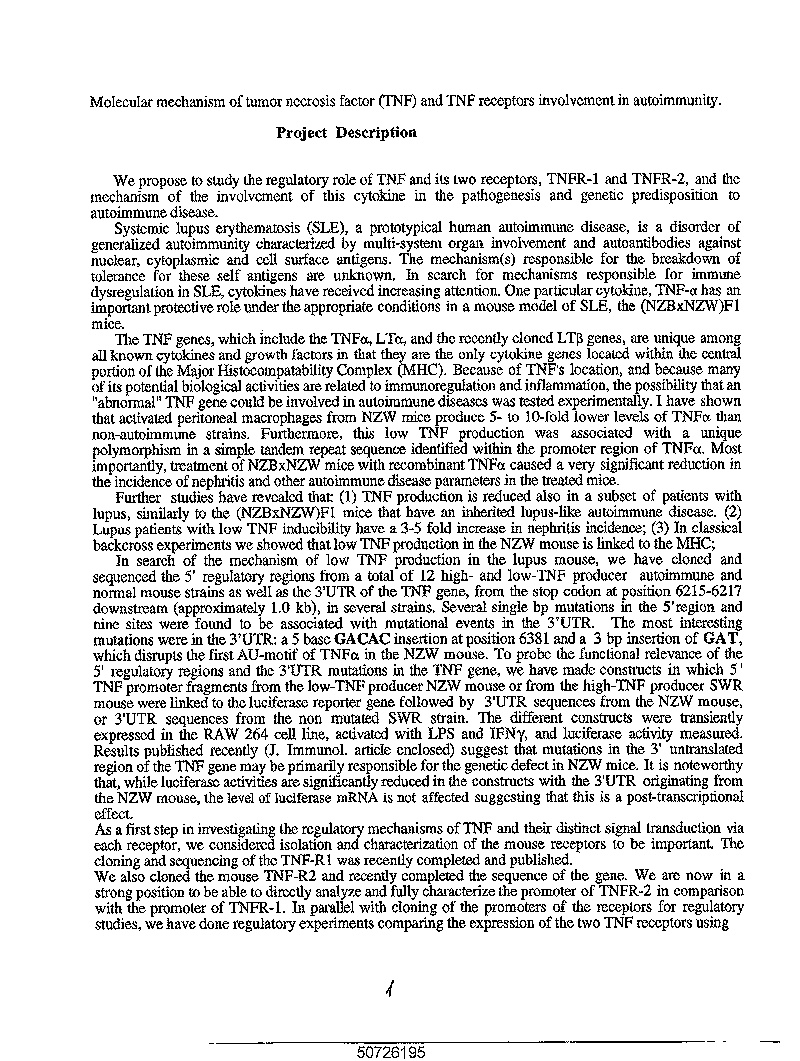 Molecular mechanism of tumor necrosis factor (TNF) and TNF receptors involvement in autoimmunity.
Project Description
We propose to study the regulatory role of TNF and its two receptors, TNFR-1 and TNFR-2, and the
mechanism of the involvement of this cytokine in the pathogenesis and genetic predisposition to
autoimmune disease.
Systemic lupus erythematosis (SLE), a prototypical human autoimmune disease, is a disorder of
generalized autoimmunity characterized by multi-system organ involvement and autoantibodies against
nuclear, cytoplasmic and cell surface antigens. The mechanism(s) responsible for the breakdown of
tolerance for these self antigens are unknown. In search for mechanisms responsible for immune
dysregulation in SLE, cytokines have received increasing attention. One particular cytokine, TNF-α has an
important protective role under the appropriate conditions in a mouse model of SLE, the (NZBxNZW)F1
mice.
The TNF genes, which include the TNFα, LTα, and the recently cloned LTβ genes, are unique among
all known cytokines and growth factors in that they are the only cytokine genes located within the central
portion of the Major Histocompatability Complex (MHC). Because of TNF's location, and because many
of its potential biological activities are related to immunoregulation and inflammation, the possibility that an
"abnormal" TNF gene could be involved in autoimmune diseases was tested experimentally. I have shown
that activated peritoneal macrophages from NZW mice produce 5- to 10-fold lower levels of TNFα than
non-autoimmune strains. Furthermore, this low TNF production was associated with a unique
polymorphism in a simple tandem repeat sequence identified within the promoter region of TNFα. Most
importantly, treatment of NZBxNZW mice with recombinant TNFα caused a very significant reduction in
the incidence of nephritis and other autoimmune disease parameters in the treated mice.
Further studies have revealed that: (1) TNF production is reduced also in a subset of patients with
lupus, similarly to the (NZBxNZW)F1 mice that have an inherited lupus-like autoimmune disease. (2)
Lupus patients with low TNF inducibility have a 3-5 fold increase in nephritis incidence; (3) In classical
backcross experiments we showed that low TNF production in the NZW mouse is linked to the MHC;
In search of the mechanism of low TNF production in the lupus mouse, we have cloned and
sequenced the 5' regulatory regions from a total of 12 high- and low-TNF producer autoimmune and
normal mouse strains as well as the 3'UTR of the TNF gene, from the stop codon at position 6215-6217
downstream (approximately 1.0 kb), in several strains. Several single bp mutations in the 5'region and
nine sites were found to be associated with mutational events in the 3'UTR. The most interesting
mutations were in the 3'UTR: a 5 base GACAC insertion at position 6381 and a 3 bp insertion of GAT,
which disrupts the first AU-motif of TNFα in the NZW mouse. To probe the functional relevance of the
5' regulatory regions and the 3'UTR mutations in the TNF gene, we have made constructs in which 5'
TNF promoter fragments from the low-TNF producer NZW mouse or from the high-TNF producer SWR
mouse were linked to the luciferase reporter gene followed by 3'UTR sequences from the NZW mouse,
or 3'UTR sequences from the non mutated SWR strain. The different constructs were transiently
expressed in the RAW 264 cell line, activated with LPS and IFNγ, and luciferase activity measured.
Results published recently (J. Immunol. article enclosed) suggest that mutations in the 3' untranslated
region of the TNF gene may be primarily responsible for the genetic defect in NZW mice. It is noteworthy
that, while luciferase activities are significantly reduced in the constructs with the 3'UTR originating from
the NZW mouse, the level of luciferase mRNA is not affected suggesting that this is a post-transcriptional
effect.
As a first step in investigating the regulatory mechanisms of TNF and their distinct signal transduction via
each receptor, we considered isolation and characterization of the mouse receptors to be important. The
cloning and sequencing of the TNF-R1 was recently completed and published.
We also cloned the mouse TNF-R2 and recently completed the sequence of the gene. We are now in a
strong position to be able to directly analyze and fully characterize the promoter of TNFR-2 in comparison
with the promoter of TNFR-1. In parallel with cloning of the promoters of the receptors for regulatory
studies, we have done regulatory experiments comparing the expression of the two TNF receptors using
1
50726195